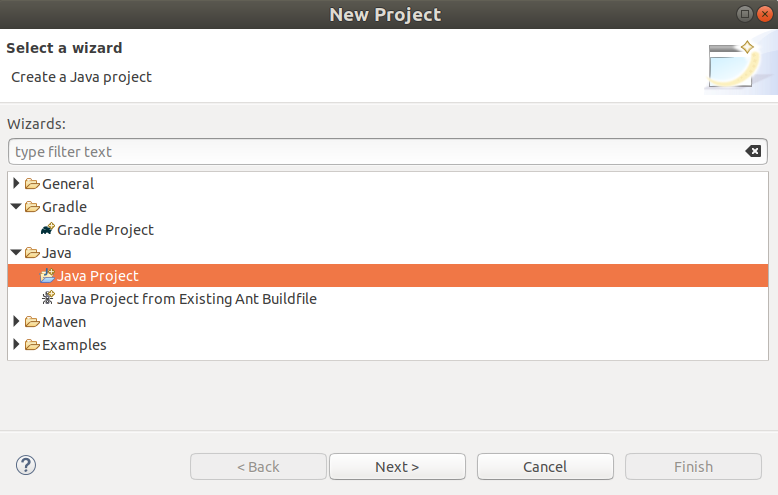 New Project
Select a wizard
Create a Java project
Wizards:
type filter text
General
Gradle
Gradle Project
Java
Java Project
Java Project from Existing Ant Buildfile
Maven
Examples
? < Back Next > Cancel Finish